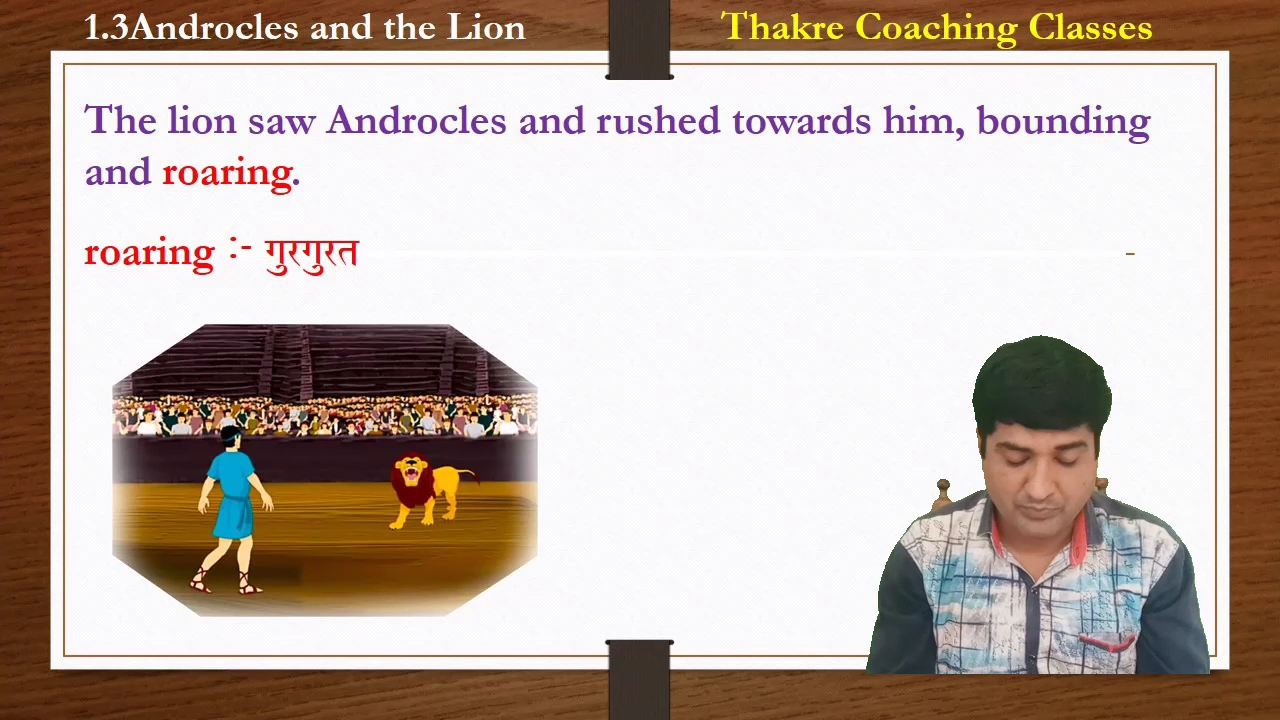 1.3Androcles and the Lion
Thakre Coaching Classes
The lion saw Androcles and rushed towards him, bounding
and roaring.
roaring :- गुरगुरत
-